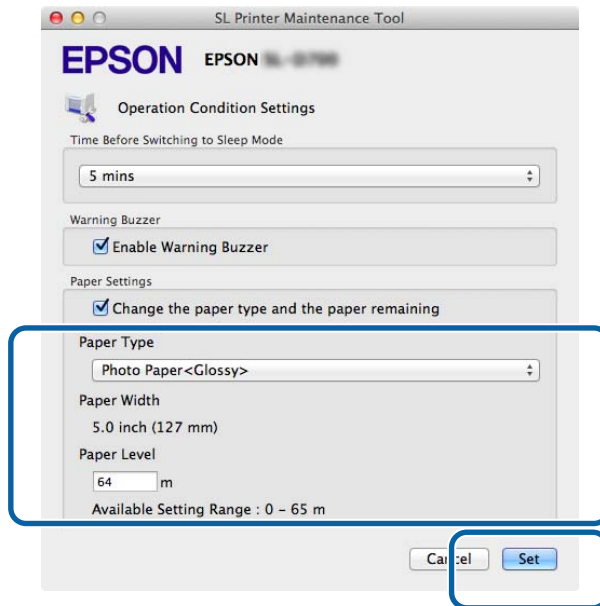 SL Printer Maintenance Tool
EPSON EPSON
Operation Condition Settings
Time Before Switching to Sleep Mode
5 mins
Warning Buzzer
Enable Warning Buzzer
Paper Settings
Change the paper type and the paper remaining
Paper Type
Photo Paper<Glossy>
Paper Width
5.0 inch (127 mm)
Paper Level
64 m
Available Setting Range : 0 – 65 m
Cancel Set